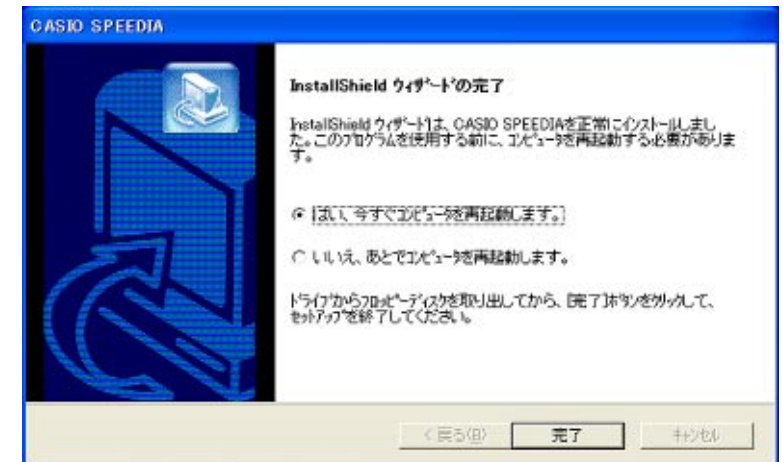 CASIO SPEEDIA
InstallShield ｳｨｻﾞｰﾄﾞの完了
InstallShield ｳｨｻﾞｰﾄﾞは、CASIO SPEEDIAを正常にｲﾝｽﾄｰﾙしまし
た。このﾌﾟﾛｸﾞﾗﾑを使用する前に、ｺﾝﾋﾟｭｰﾀを再起動する必要がありま
す。
はい、今すぐｺﾝﾋﾟｭｰﾀを再起動します。
いいえ、あとでｺﾝﾋﾟｭｰﾀを再起動します。
ﾄﾞﾗｲﾌﾞからﾌﾛｯﾋﾟｰﾃﾞｨｽｸを取り出してから、[完了]ﾎﾞﾀﾝをｸﾘｯｸして、
ｾｯﾄｱｯﾌﾟを終了してください。
< 戻る(B) 完了 ｷｬﾝｾﾙ